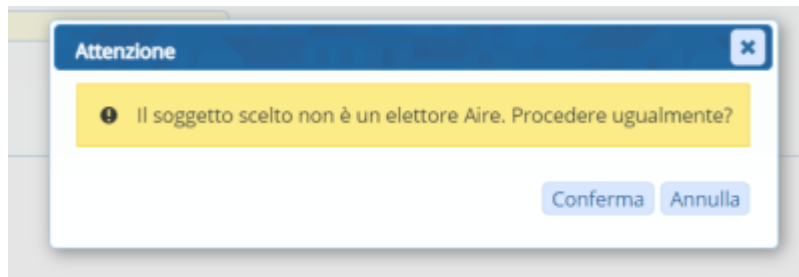 Attenzione
Il soggetto scelto non è un elettore Aire. Procedere ugualmente?
Conferma Annulla